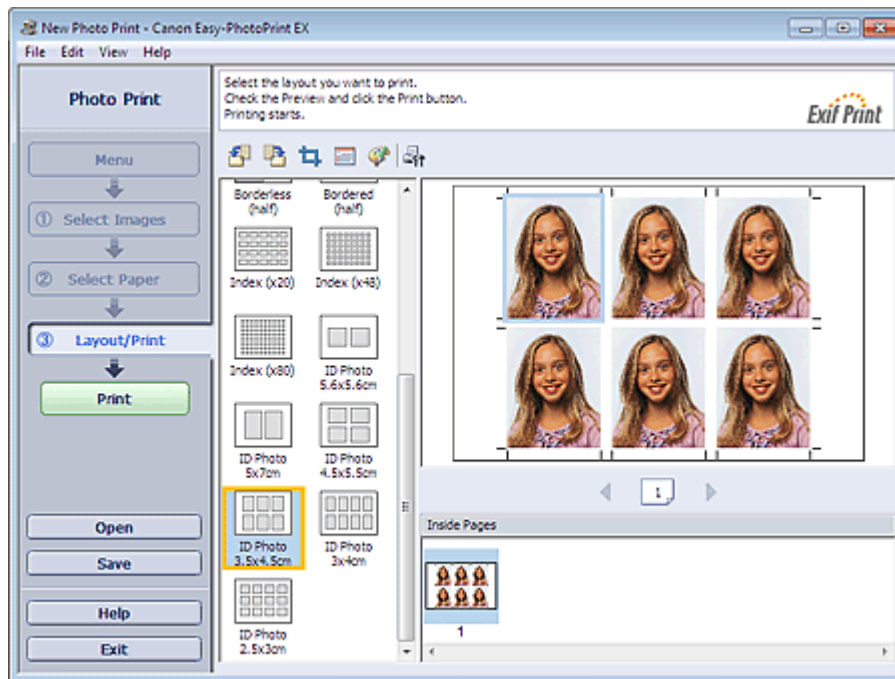 New Photo Print - Canon Easy-PhotoPrint EX
File Edit View Help
Photo Print
Select the layout you want to print.
Check the Preview and click the Print button.
Printing starts.
Exif Print
Menu
① Select Images
② Select Paper
③ Layout/Print
Print
Open
Save
Help
Exit
Borderless
(half)
Bordered
(half)
Index (x20)
Index (x48)
Index (x80)
ID Photo
5.6x5.6cm
ID Photo
5x7cm
ID Photo
4.5x5.5cm
ID Photo
3.5x4.5cm
ID Photo
3x4cm
ID Photo
2.5x3cm
1
Inside Pages
1